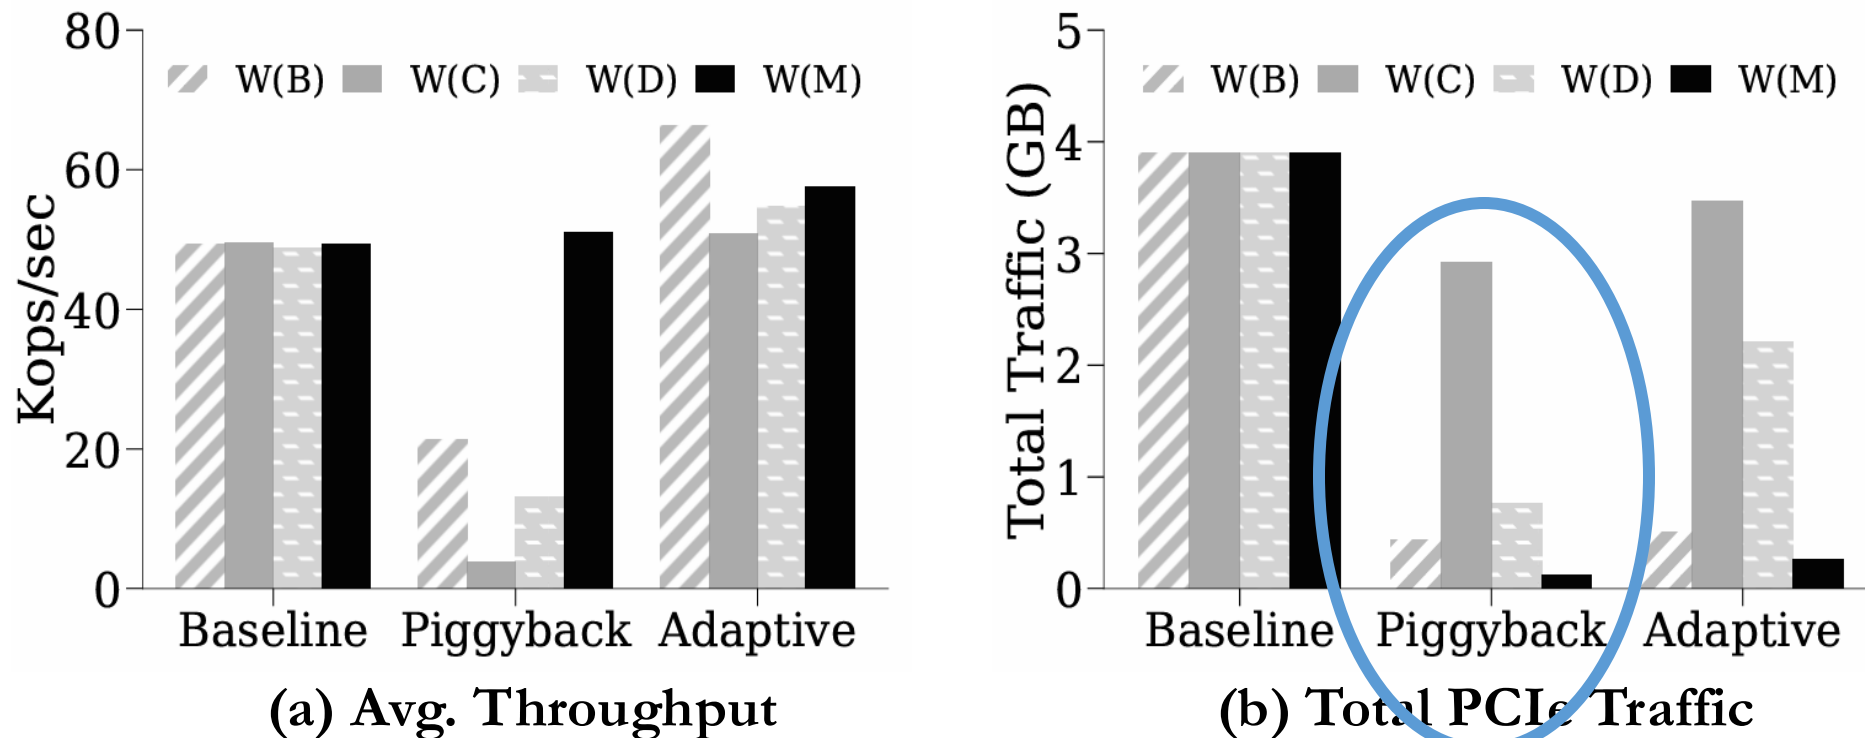 80
60
40
20
0
Kops/sec
W(B) W(C) W(D) W(M)
Baseline Piggyback Adaptive
(a) Avg. Throughput
5
4
3
2
1
0
Total Traffic (GB)
W(B) W(C) W(D) W(M)
Baseline Piggyback Adaptive
(b) Total PCIe Traffic